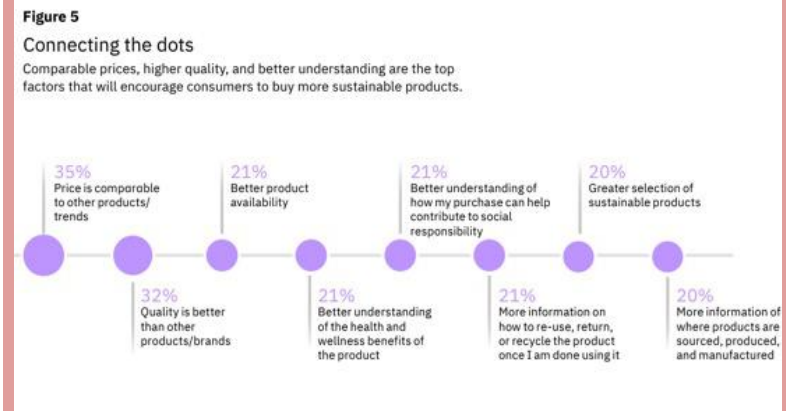 Figure 5
Connecting the dots
Comparable prices, higher quality, and better understanding are the top
factors that will encourage consumers to buy more sustainable products.
35%
Price is comparable
to other products/
trends
32%
Quality is better
than other
products/brands
21%
Better product
availability
21%
Better understanding
of the health and
wellness benefits of
the product
21%
Better understanding of
how my purchase can help
contribute to social
responsibility
21%
More information on
how to re-use, return,
or recycle the product
once I am done using it
20%
Greater selection of
sustainable products
20%
More information of
where products are
sourced, produced,
and manufactured